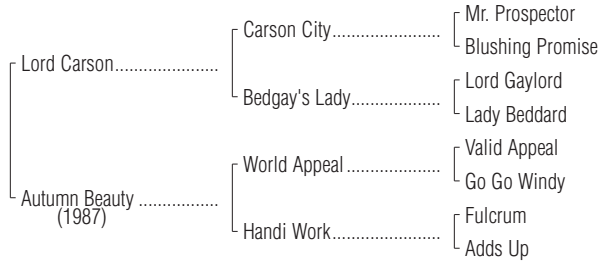 Mr. Prospector
Carson City
Blushing Promise
Lord Carson
Lord Gaylord
Bedgay's Lady
Lady Beddard
Valid Appeal
World Appeal
Go Go Windy
Autumn Beauty
(1987)
Fulcrum
Handi Work
Adds Up